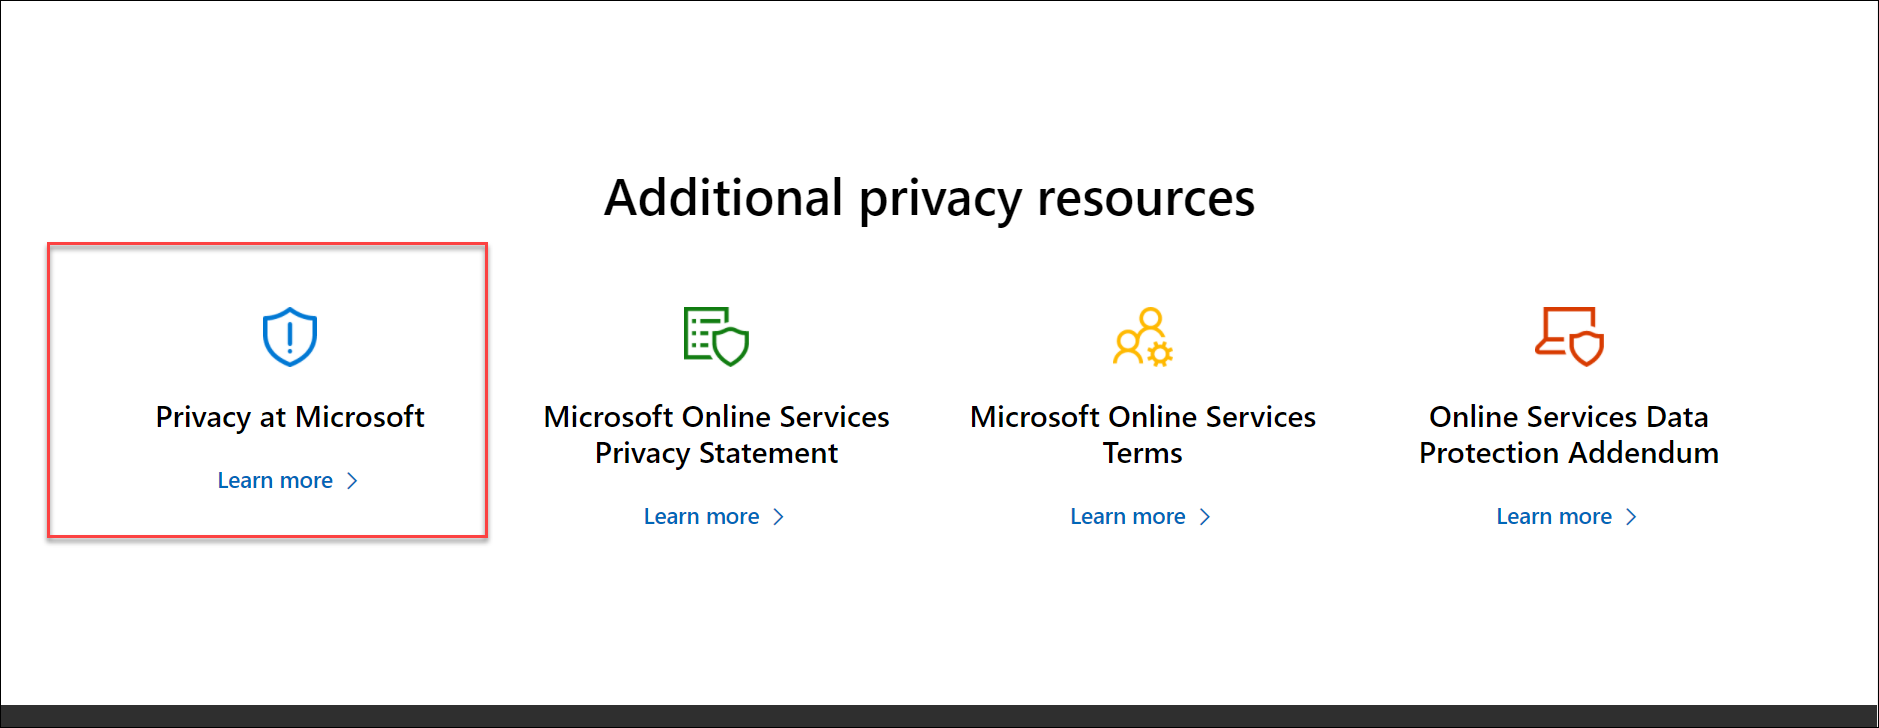 Additional privacy resources
Privacy at Microsoft
Learn more
Microsoft Online Services
Privacy Statement
Learn more
Microsoft Online Services
Terms
Learn more
Online Services Data
Protection Addendum
Learn more